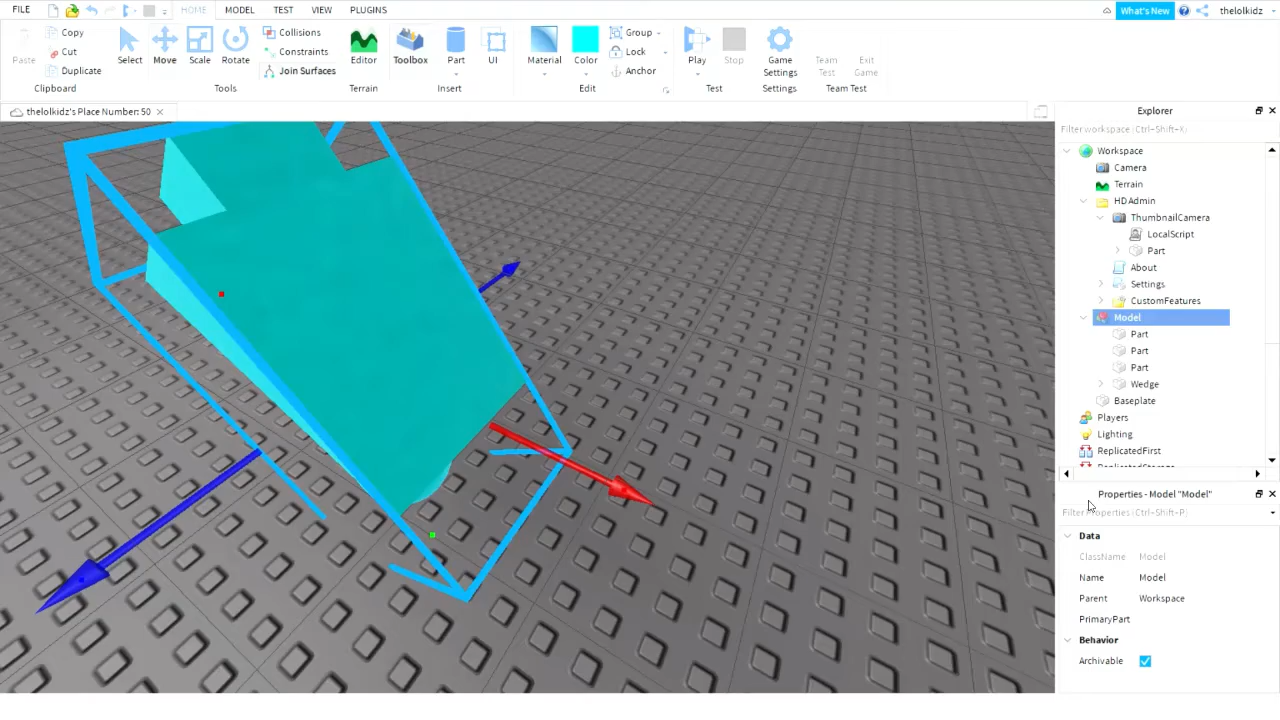 FILE HOME MODEL TEST VIEW PLUGINS What's New thelolkidz
Paste Copy Cut Duplicate
Select Move Scale Rotate
Collisions Constraints Join Surfaces
Editor Toolbox Part UI
Material Color Group Lock Anchor
Play Stop Game Settings Team Test Exit Game
Clipboard Tools Terrain Insert Edit Test Settings Team Test
thelolkidz's Place Number: 50
Explorer
Filter workspace (Ctrl+Shift+X)
Workspace
Camera
Terrain
HD Admin
ThumbnailCamera
LocalScript
Part
About
Settings
CustomFeatures
Model
Part
Part
Part
Wedge
Baseplate
Players
Lighting
ReplicatedFirst
ReplicatedStorage
Properties - Model "Model"
Filter Properties (Ctrl+Shift+P)
Data
ClassName Model
Name Model
Parent Workspace
PrimaryPart
Behavior
Archivable